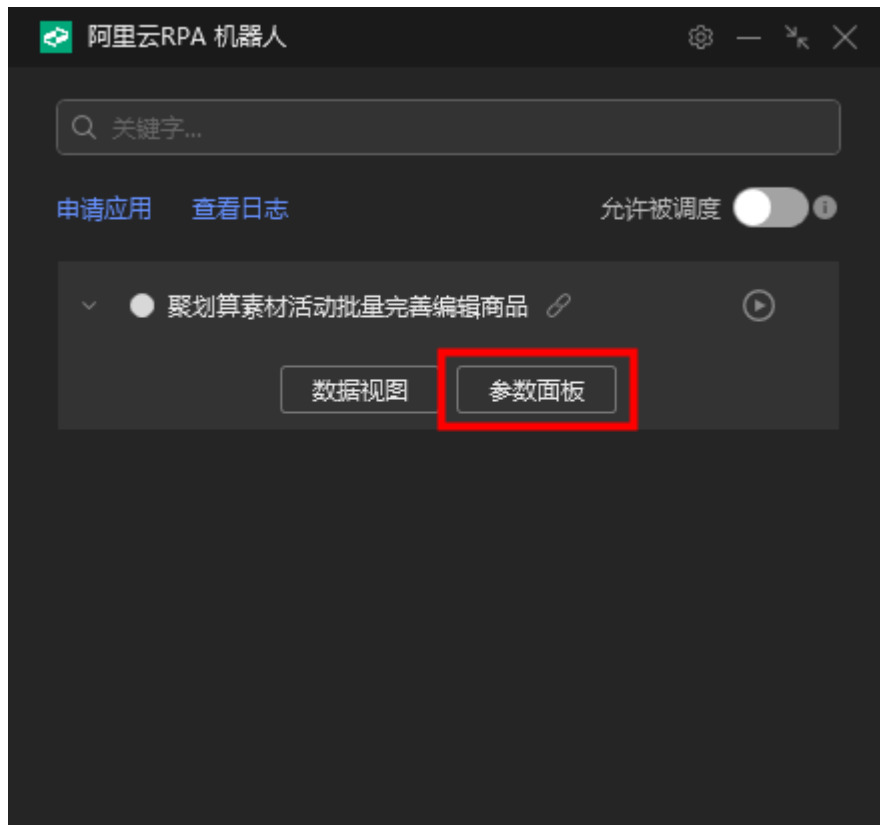 阿里云RPA 机器人
关键字...
申请应用 查看日志 允许被调度
聚划算素材活动批量完善编辑商品
数据视图 参数面板